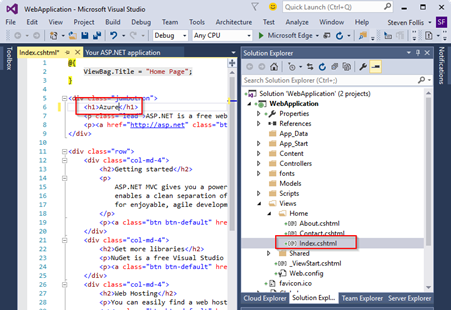 WebApplication - Microsoft Visual Studio
Quick Launch (Ctrl+Q)
File Edit View Project Build Debug Team Tools Architecture Test Analyze Window Help
Steven Follis SF
Debug Any CPU Microsoft Edge
Toolbox
Index.cshtml* Your ASP.NET application
1 @{
2 ViewBag.Title = "Home Page";
3 }
4
5 <div class="jumbotron">
6 <h1>Azure</h1>
7 <p class="lead">ASP.NET is a free web
8 <p><a href="http://asp.net" class="bt
9 </div>
10
11 <div class="row">
12 <div class="col-md-4">
13 <h2>Getting started</h2>
14 <p>
15 ASP.NET MVC gives you a power
16 enables a clean separation of
17 for enjoyable, agile developm
18 </p>
19 <p><a class="btn btn-default" hre
20 </div>
21 <div class="col-md-4">
22 <h2>Get more libraries</h2>
23 <p>NuGet is a free Visual Studio
24 <p><a class="btn btn-default" hre
25 </div>
26 <div class="col-md-4">
27 <h2>Web Hosting</h2>
28 <p>You can easily find a web host
Solution Explorer
Search Solution Explorer (Ctrl+;)
Solution 'WebApplication' (2 projects)
WebApplication
Properties
References
App_Data
App_Start
Content
Controllers
fonts
Models
Scripts
Views
Home
About.cshtml
Contact.cshtml
Index.cshtml
Shared
_ViewStart.cshtml
Web.config
favicon.ico
Cloud Explorer Solution Expl... Team Explorer Server Explorer
Notifications